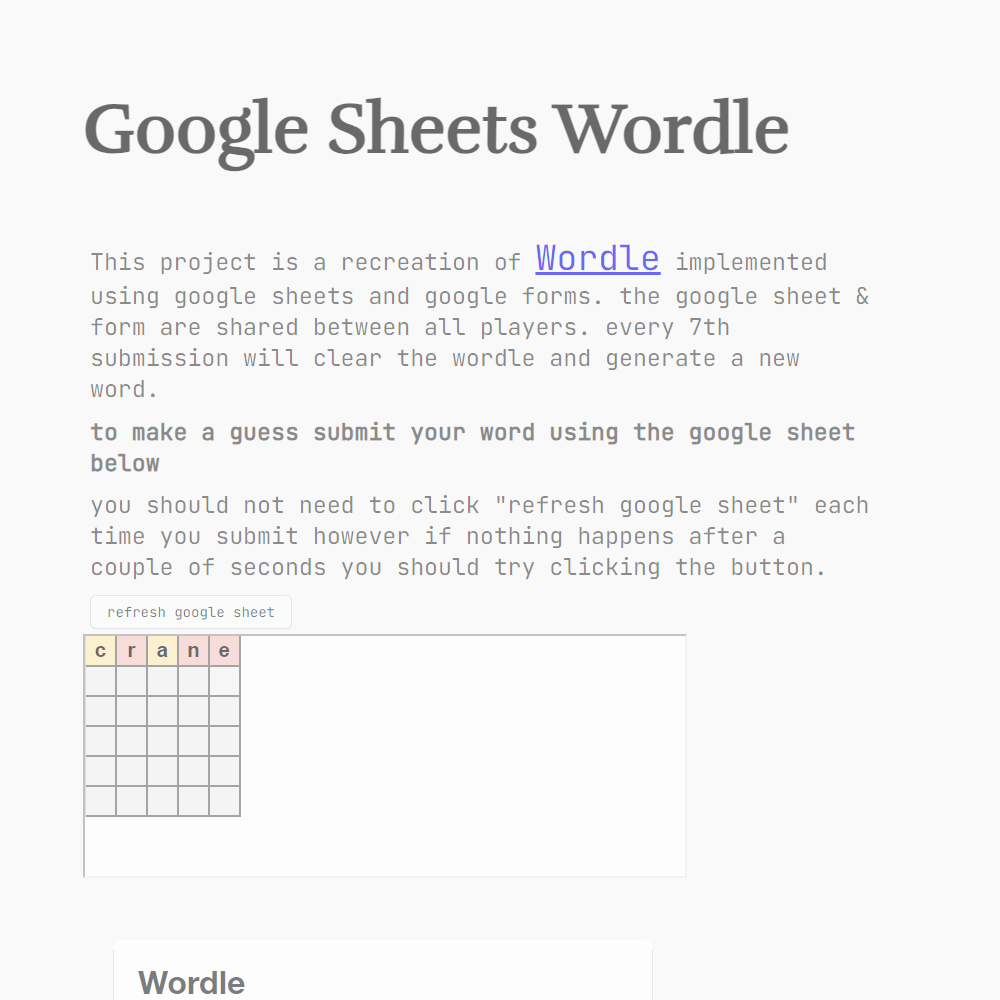 Google Sheets Wordle
This project is a recreation of Wordle implemented
using google sheets and google forms. the google sheet &
form are shared between all players. every 7th
submission will clear the wordle and generate a new
word.
to make a guess submit your word using the google sheet
below
you should not need to click "refresh google sheet" each
time you submit however if nothing happens after a
couple of seconds you should try clicking the button.
refresh google sheet
c r a n e
Wordle